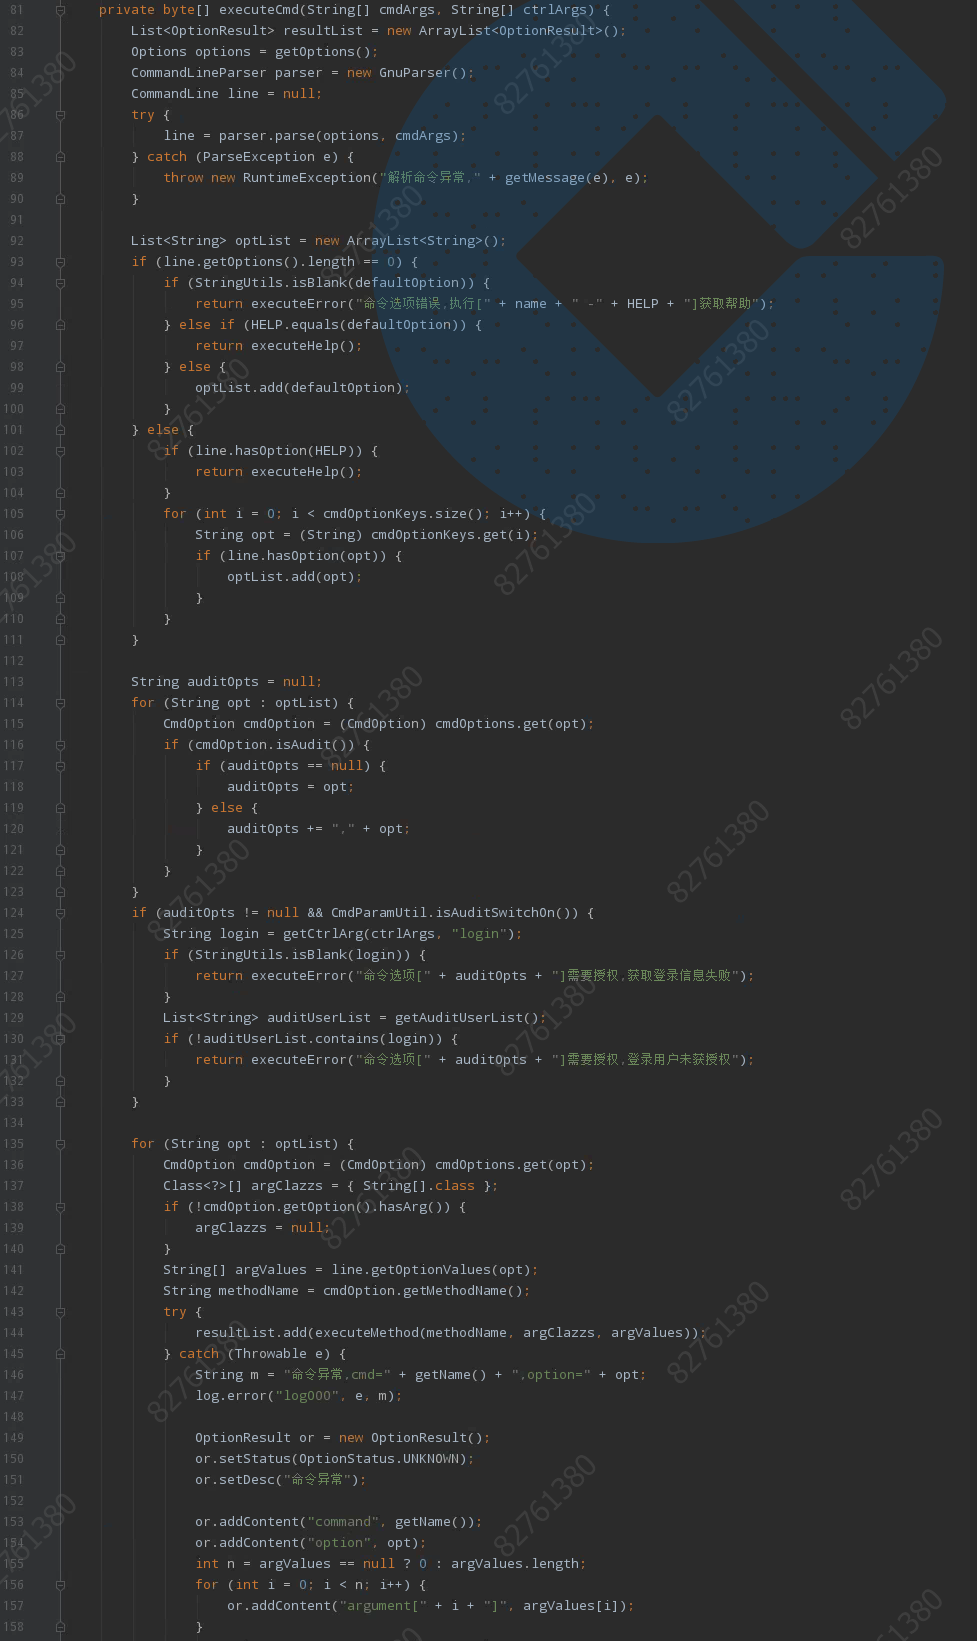 81 private byte[] executeCmd(String[] cmdArgs, String[] ctrlArgs) {
82 List<OptionResult> resultList = new ArrayList<OptionResult>();
83 Options options = getOptions();
84 CommandLineParser parser = new GnuParser();
85 CommandLine line = null;
86 try {
87 line = parser.parse(options, cmdArgs);
88 } catch (ParseException e) {
89 throw new RuntimeException("解析命令异常," + getMessage(e), e);
90 }
91
92 List<String> optList = new ArrayList<String>();
93 if (line.getOptions().length == 0) {
94 if (StringUtils.isBlank(defaultOption)) {
95 return executeError("命令选项错误,执行[" + name + " -" + HELP + "]获取帮助");
96 } else if (HELP.equals(defaultOption)) {
97 return executeHelp();
98 } else {
99 optList.add(defaultOption);
100 }
101 } else {
102 if (line.hasOption(HELP)) {
103 return executeHelp();
104 }
105 for (int i = 0; i < cmdOptionKeys.size(); i++) {
106 String opt = (String) cmdOptionKeys.get(i);
107 if (line.hasOption(opt)) {
108 optList.add(opt);
109 }
110 }
111 }
112
113 String auditOpts = null;
114 for (String opt : optList) {
115 CmdOption cmdOption = (CmdOption) cmdOptions.get(opt);
116 if (cmdOption.isAudit()) {
117 if (auditOpts == null) {
118 auditOpts = opt;
119 } else {
120 auditOpts += "," + opt;
121 }
122 }
123 }
124 if (auditOpts != null && CmdParamUtil.isAuditSwitchOn()) {
125 String login = getCtrlArg(ctrlArgs, "login");
126 if (StringUtils.isBlank(login)) {
127 return executeError("命令选项[" + auditOpts + "]需要授权,获取登录信息失败");
128 }
129 List<String> auditUserList = getAuditUserList();
130 if (!auditUserList.contains(login)) {
131 return executeError("命令选项[" + auditOpts + "]需要授权,登录用户未获授权");
132 }
133 }
134
135 for (String opt : optList) {
136 CmdOption cmdOption = (CmdOption) cmdOptions.get(opt);
137 Class<?>[] argClazzs = { String[].class };
138 if (!cmdOption.getOption().hasArg()) {
139 argClazzs = null;
140 }
141 String[] argValues = line.getOptionValues(opt);
142 String methodName = cmdOption.getMethodName();
143 try {
144 resultList.add(executeMethod(methodName, argClazzs, argValues));
145 } catch (Throwable e) {
146 String m = "命令异常,cmd=" + getName() + ",option=" + opt;
147 log.error("log000", e, m);
148
149 OptionResult or = new OptionResult();
150 or.setStatus(OptionStatus.UNKNOWN);
151 or.setDesc("命令异常");
152
153 or.addContent("command", getName());
154 or.addContent("option", opt);
155 int n = argValues == null ? 0 : argValues.length;
156 for (int i = 0; i < n; i++) {
157 or.addContent("argument[" + i + "]", argValues[i]);
158 }
82761380